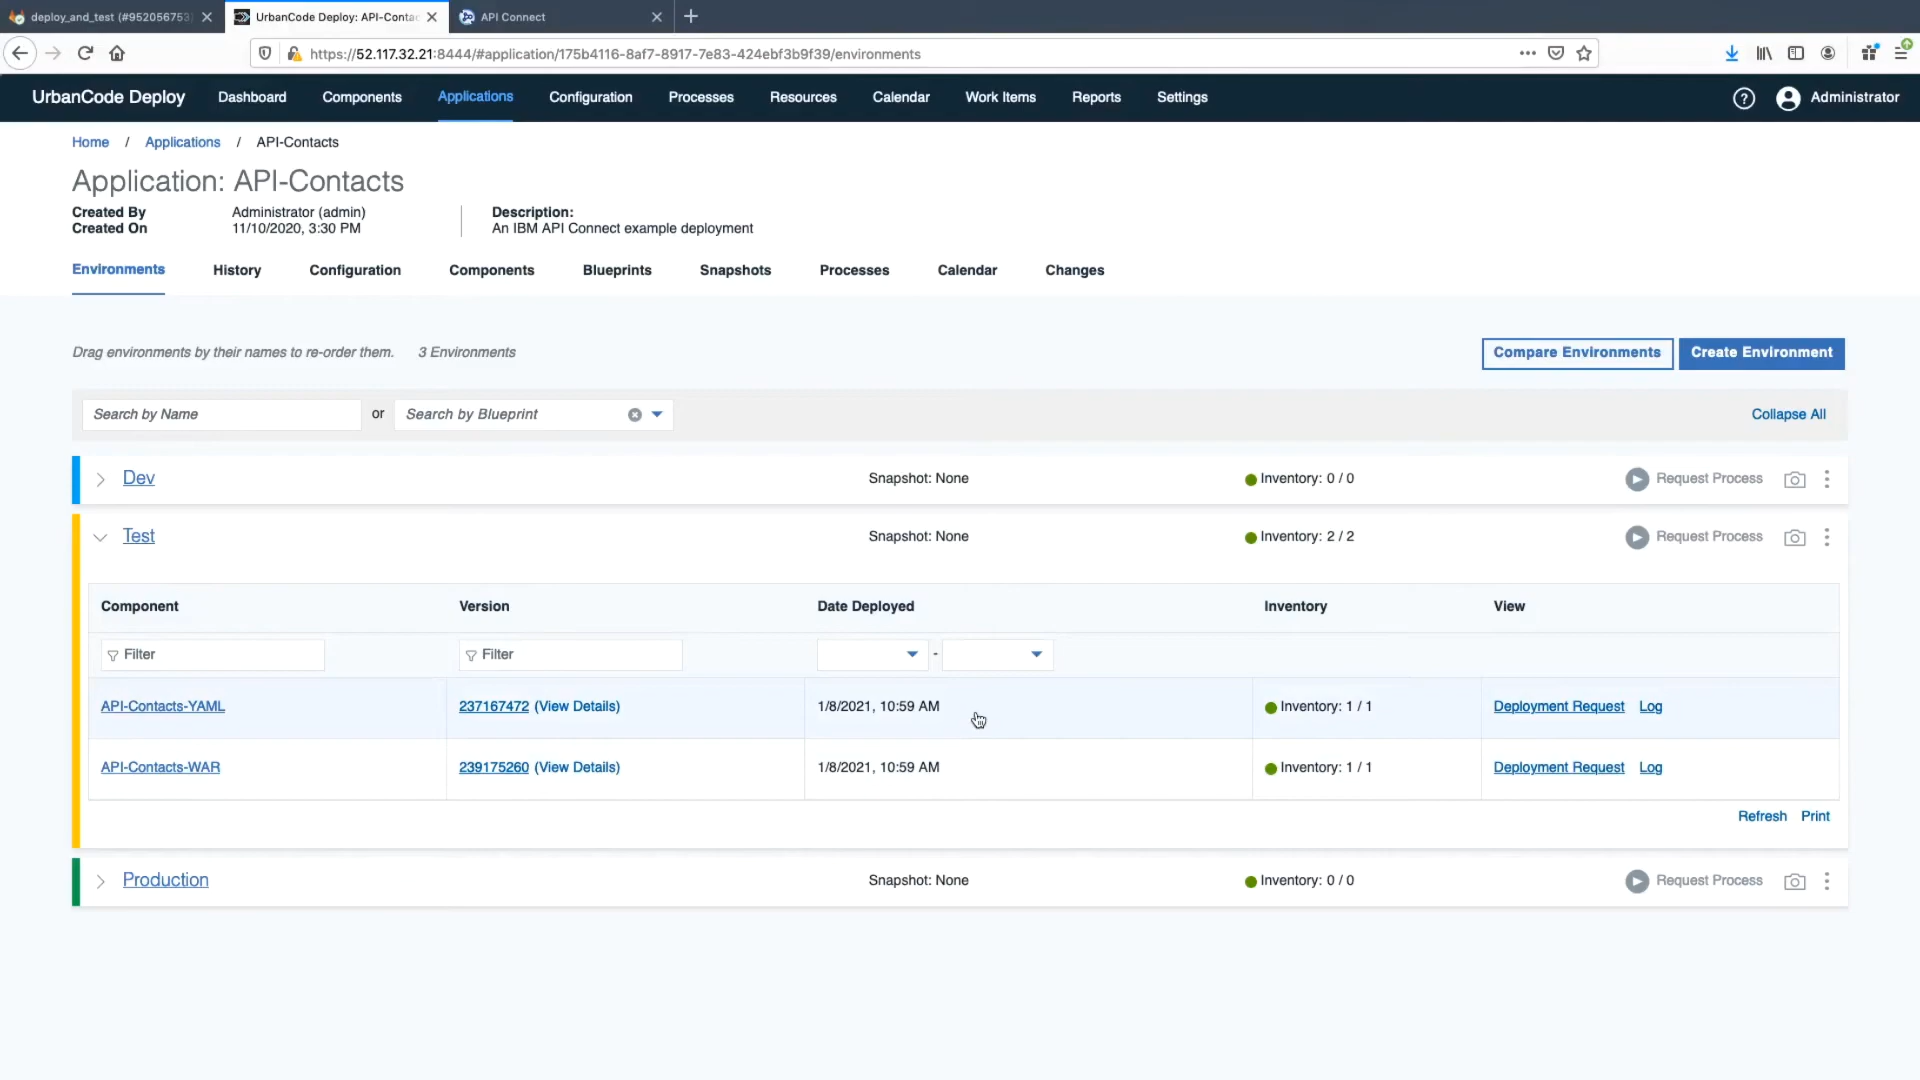 deploy_and_test (#952056753)
UrbanCode Deploy: API-Contac
API Connect
https://52.117.32.21:8444/#application/175b4116-8af7-8917-7e83-424ebf3b9f39/environments
UrbanCode Deploy Dashboard Components Applications Configuration Processes Resources Calendar Work Items Reports Settings ? Administrator
Home / Applications / API-Contacts
Application: API-Contacts
Created By Administrator (admin) Description:
Created On 11/10/2020, 3:30 PM An IBM API Connect example deployment
Environments History Configuration Components Blueprints Snapshots Processes Calendar Changes
Drag environments by their names to re-order them. 3 Environments Compare Environments Create Environment
Search by Name or Search by Blueprint Collapse All
Dev Snapshot: None Inventory: 0 / 0 Request Process
Test Snapshot: None Inventory: 2 / 2 Request Process
Component Version Date Deployed Inventory View
Filter Filter -
API-Contacts-YAML 237167472 (View Details) 1/8/2021, 10:59 AM Inventory: 1 / 1 Deployment Request Log
API-Contacts-WAR 239175260 (View Details) 1/8/2021, 10:59 AM Inventory: 1 / 1 Deployment Request Log
Refresh Print
Production Snapshot: None Inventory: 0 / 0 Request Process